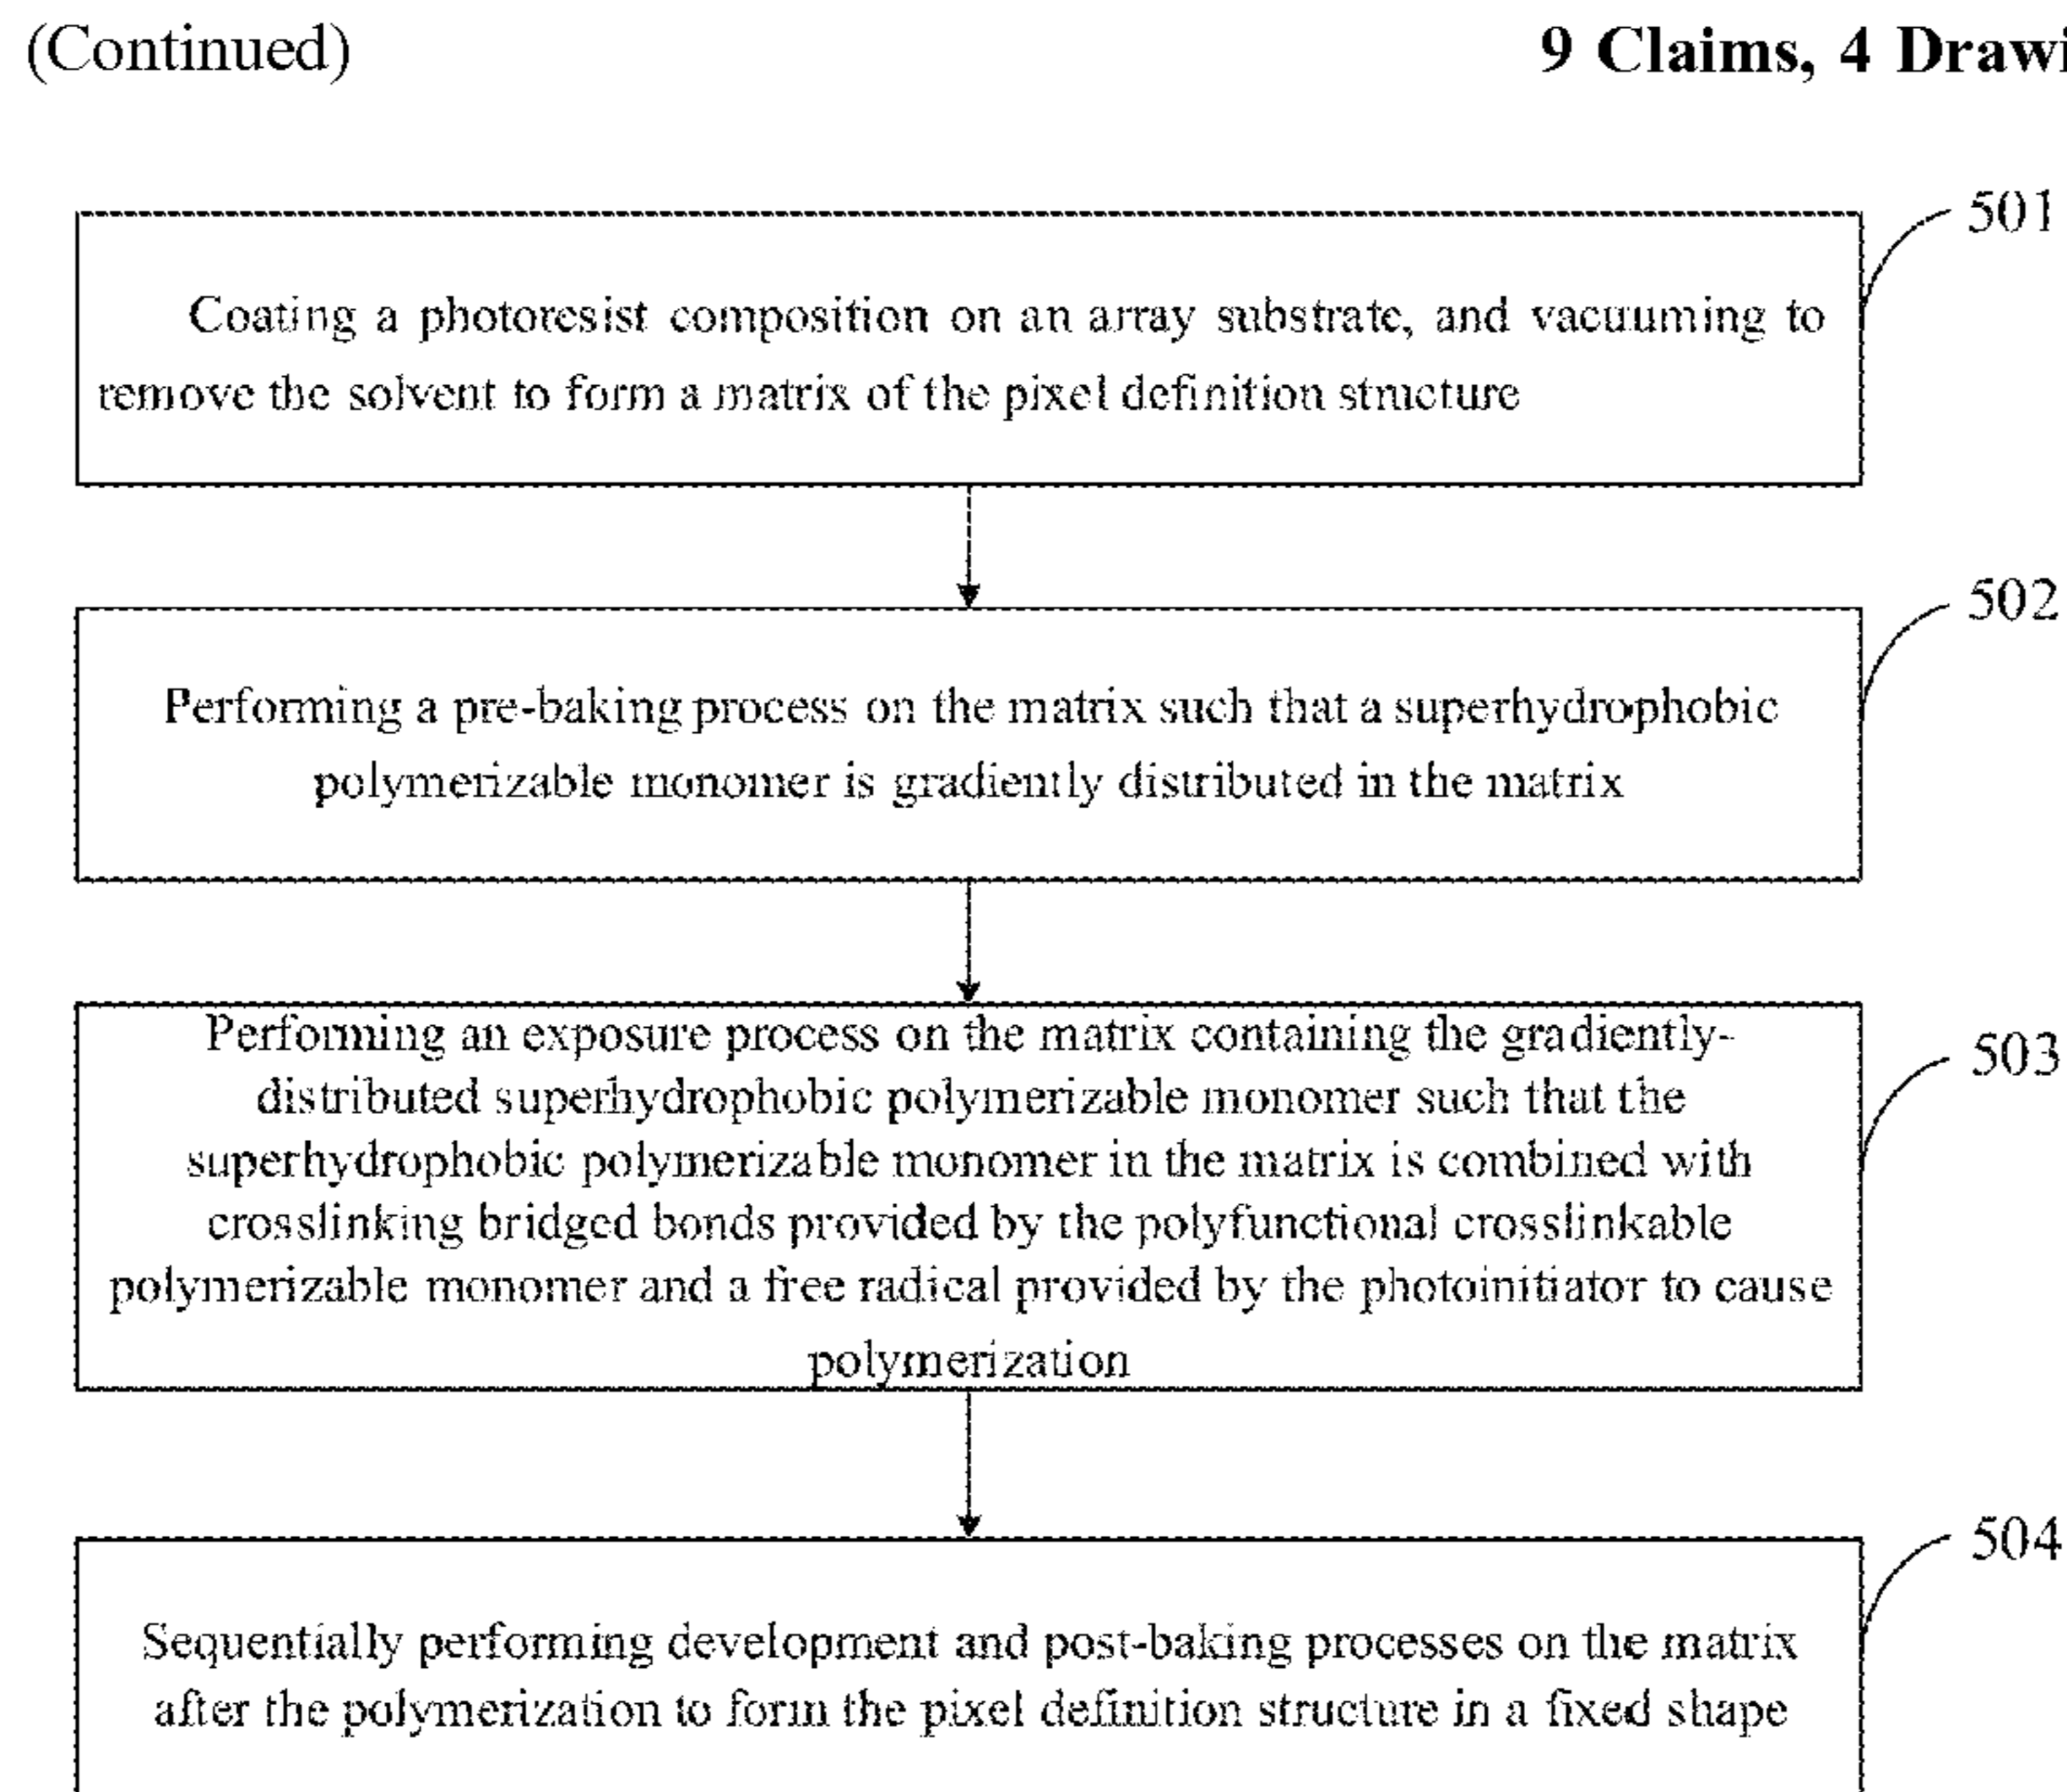 (Continued)
9 Claims, 4 Drawi
501
Coating a photoresist composition on an array substrate, and vacuuming to
remove the solvent to form a matrix of the pixel definition structure
502
Performing a pre-baking process on the matrix such that a superhydrophobic
polymerizable monomer is gradiently distributed in the matrix
503
Performing an exposure process on the matrix containing the gradiently-
distributed superhydrophobic polymerizable monomer such that the
superhydrophobic polymerizable monomer in the matrix is combined with
crosslinking bridged bonds provided by the polyfunctional crosslinkable
polymerizable monomer and a free radical provided by the photoinitiator to cause
polymerization
504
Sequentially performing development and post-baking processes on the matrix
after the polymerization to form the pixel definition structure in a fixed shape